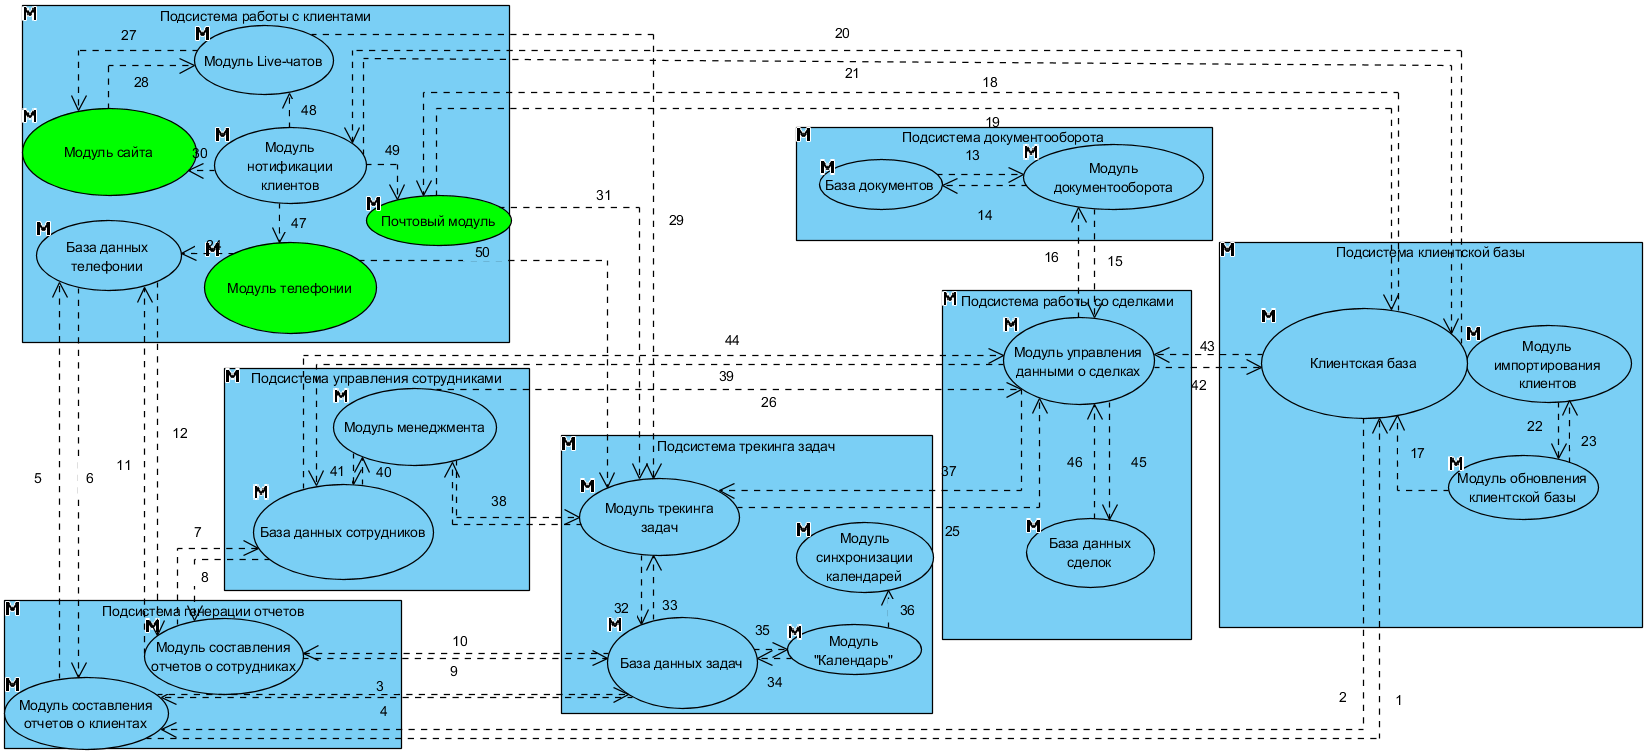 Подсистема работы с клиентами
M
27
M
Модуль Live-чатов
28
48
M
Модуль сайта
30
M
Модуль
нотификации
клиентов
49
M
Почтовый модуль
47
M
База данных
телефонии
24
M
Модуль телефонии
20
21
18
19
31
29
50
M
Подсистема документооборота
M
База документов
13
14
M
Модуль
документооборота
16
15
M
Подсистема клиентской базы
M
Клиентская база
M
Модуль
импортирования
клиентов
22
23
17
M
Модуль обновления
клиентской базы
M
Подсистема работы со сделками
M
Модуль управления
данными о сделках
43
42
46
45
M
База данных
сделок
44
39
26
M
Подсистема управления сотрудниками
M
Модуль менеджмента
41
40
M
База данных сотрудников
38
37
25
M
Подсистема трекинга задач
M
Модуль трекинга
задач
M
Модуль
синхронизации
календарей
32
33
36
M
База данных задач
35
34
M
Модуль
"Календарь"
5
6
11
12
7
8
M
Подсистема генерации отчетов
M
Модуль составления
отчетов о сотрудниках
M
Модуль составления
отчетов о клиентах
10
9
3
4
2
1